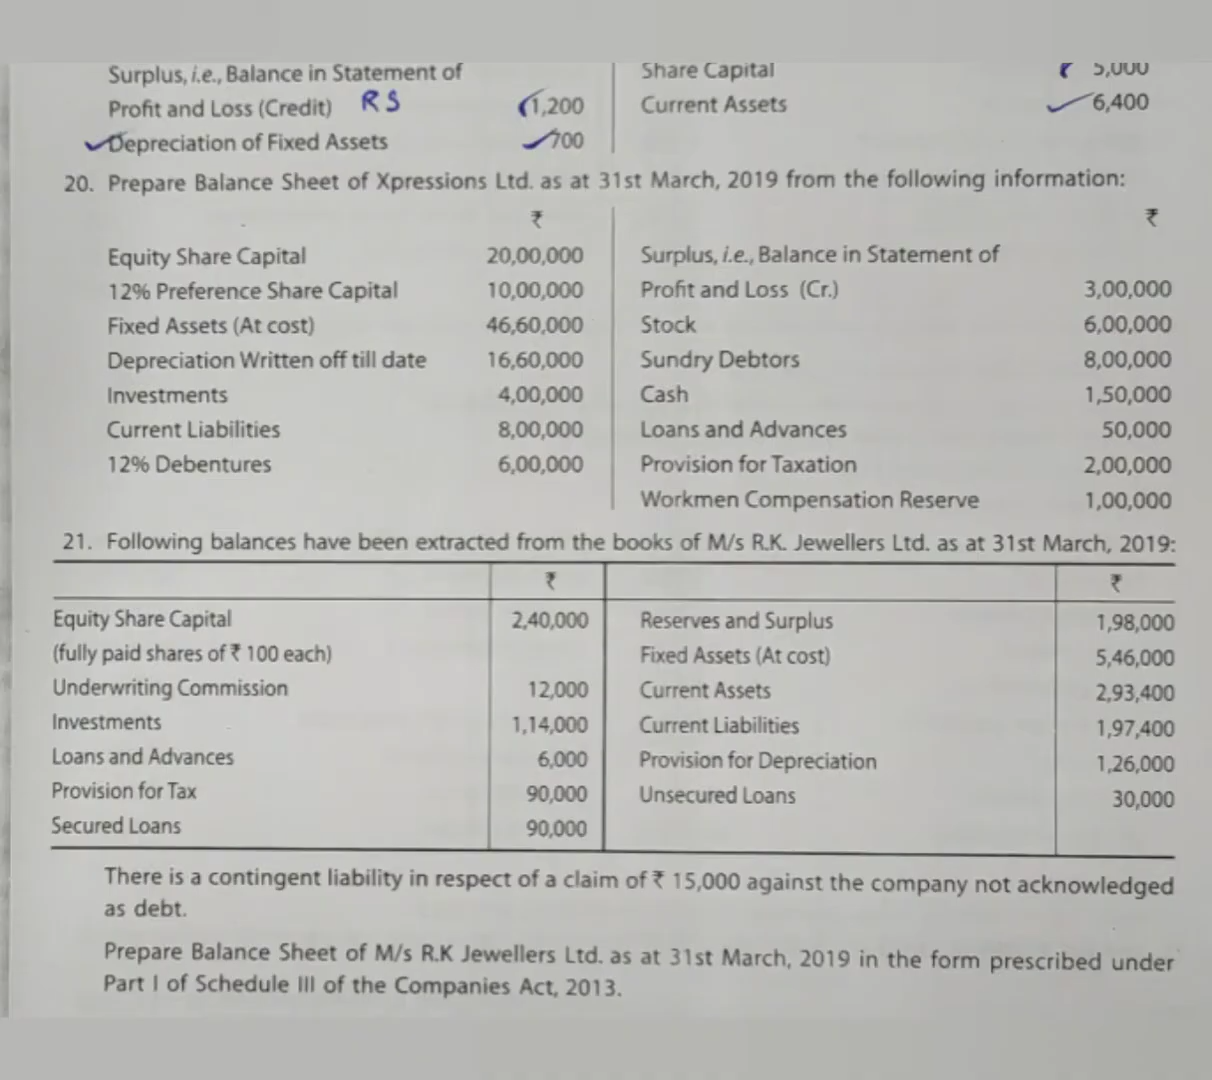 Surplus, i.e., Balance in Statement of
Profit and Loss (Credit) RS 1,200
Depreciation of Fixed Assets 700
Share Capital 5,000
Current Assets 6,400
20. Prepare Balance Sheet of Xpressions Ltd. as at 31st March, 2019 from the following information:
₹ ₹
Equity Share Capital 20,00,000
12% Preference Share Capital 10,00,000
Fixed Assets (At cost) 46,60,000
Depreciation Written off till date 16,60,000
Investments 4,00,000
Current Liabilities 8,00,000
12% Debentures 6,00,000
Surplus, i.e., Balance in Statement of
Profit and Loss (Cr.) 3,00,000
Stock 6,00,000
Sundry Debtors 8,00,000
Cash 1,50,000
Loans and Advances 50,000
Provision for Taxation 2,00,000
Workmen Compensation Reserve 1,00,000
21. Following balances have been extracted from the books of M/s R.K. Jewellers Ltd. as at 31st March, 2019:
₹ ₹
Equity Share Capital 2,40,000
(fully paid shares of ₹ 100 each)
Underwriting Commission 12,000
Investments 1,14,000
Loans and Advances 6,000
Provision for Tax 90,000
Secured Loans 90,000
Reserves and Surplus 1,98,000
Fixed Assets (At cost) 5,46,000
Current Assets 2,93,400
Current Liabilities 1,97,400
Provision for Depreciation 1,26,000
Unsecured Loans 30,000
There is a contingent liability in respect of a claim of ₹ 15,000 against the company not acknowledged
as debt.
Prepare Balance Sheet of M/s R.K Jewellers Ltd. as at 31st March, 2019 in the form prescribed under
Part I of Schedule III of the Companies Act, 2013.